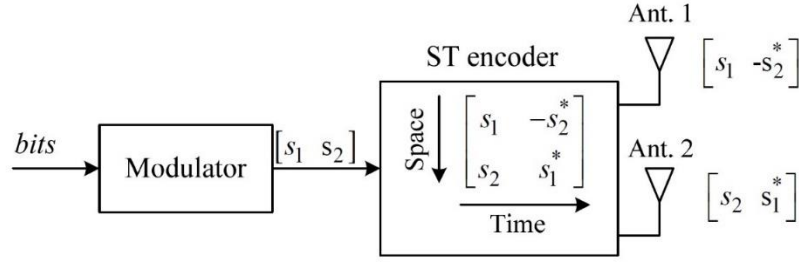 Ant. 1
ST encoder
[s₁ -s₂*]
bits
[s₁ s₂]
Modulator
Space
[s₁ -s₂*
s₂ s₁*]
Time
Ant. 2
[s₂ s₁*]